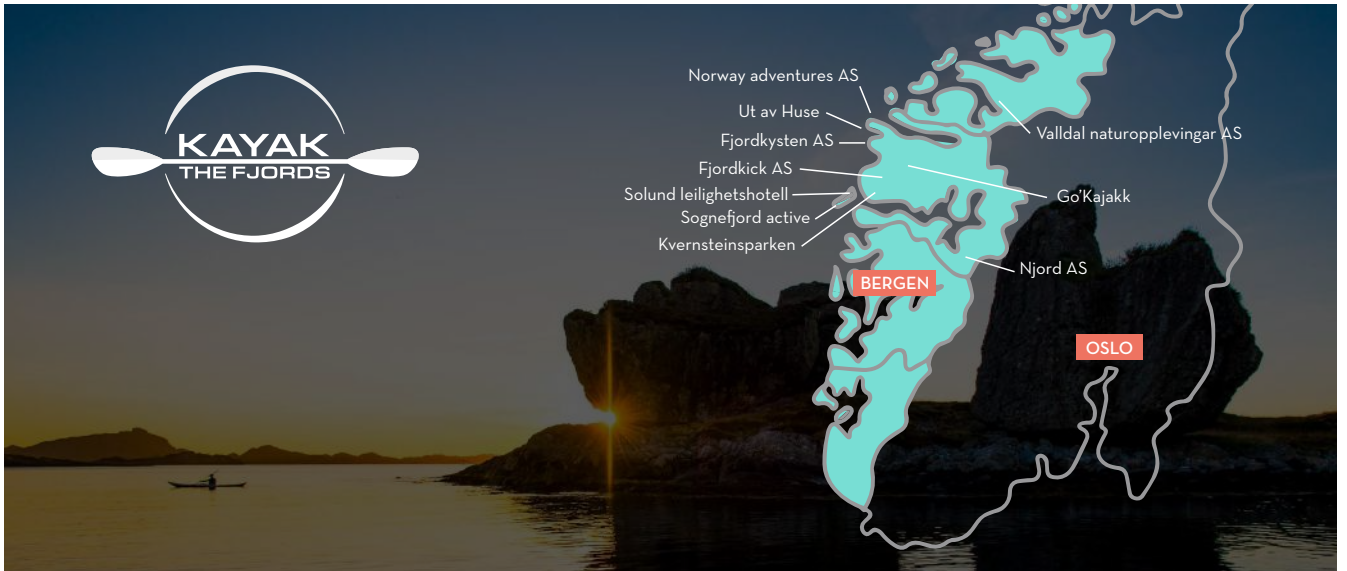 KAYAK
THE FJORDS
Norway adventures AS
Ut av Huse
Fjordkysten AS
Fjordkick AS
Solund leilighetshotell
Sognefjord active
Kvernsteinsparken
Valldal naturopplevingar AS
Go'Kajakk
Njord AS
BERGEN
OSLO